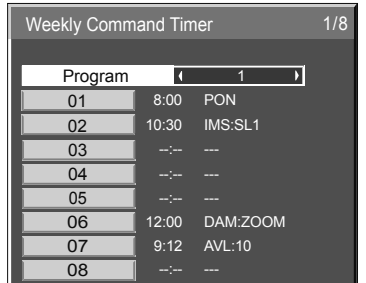 Weekly Command Timer 1/8
Program 1
01 8:00 PON
02 10:30 IMS:SL1
03 --:-- ---
04 --:-- ---
05 --:-- ---
06 12:00 DAM:ZOOM
07 9:12 AVL:10
08 --:-- ---